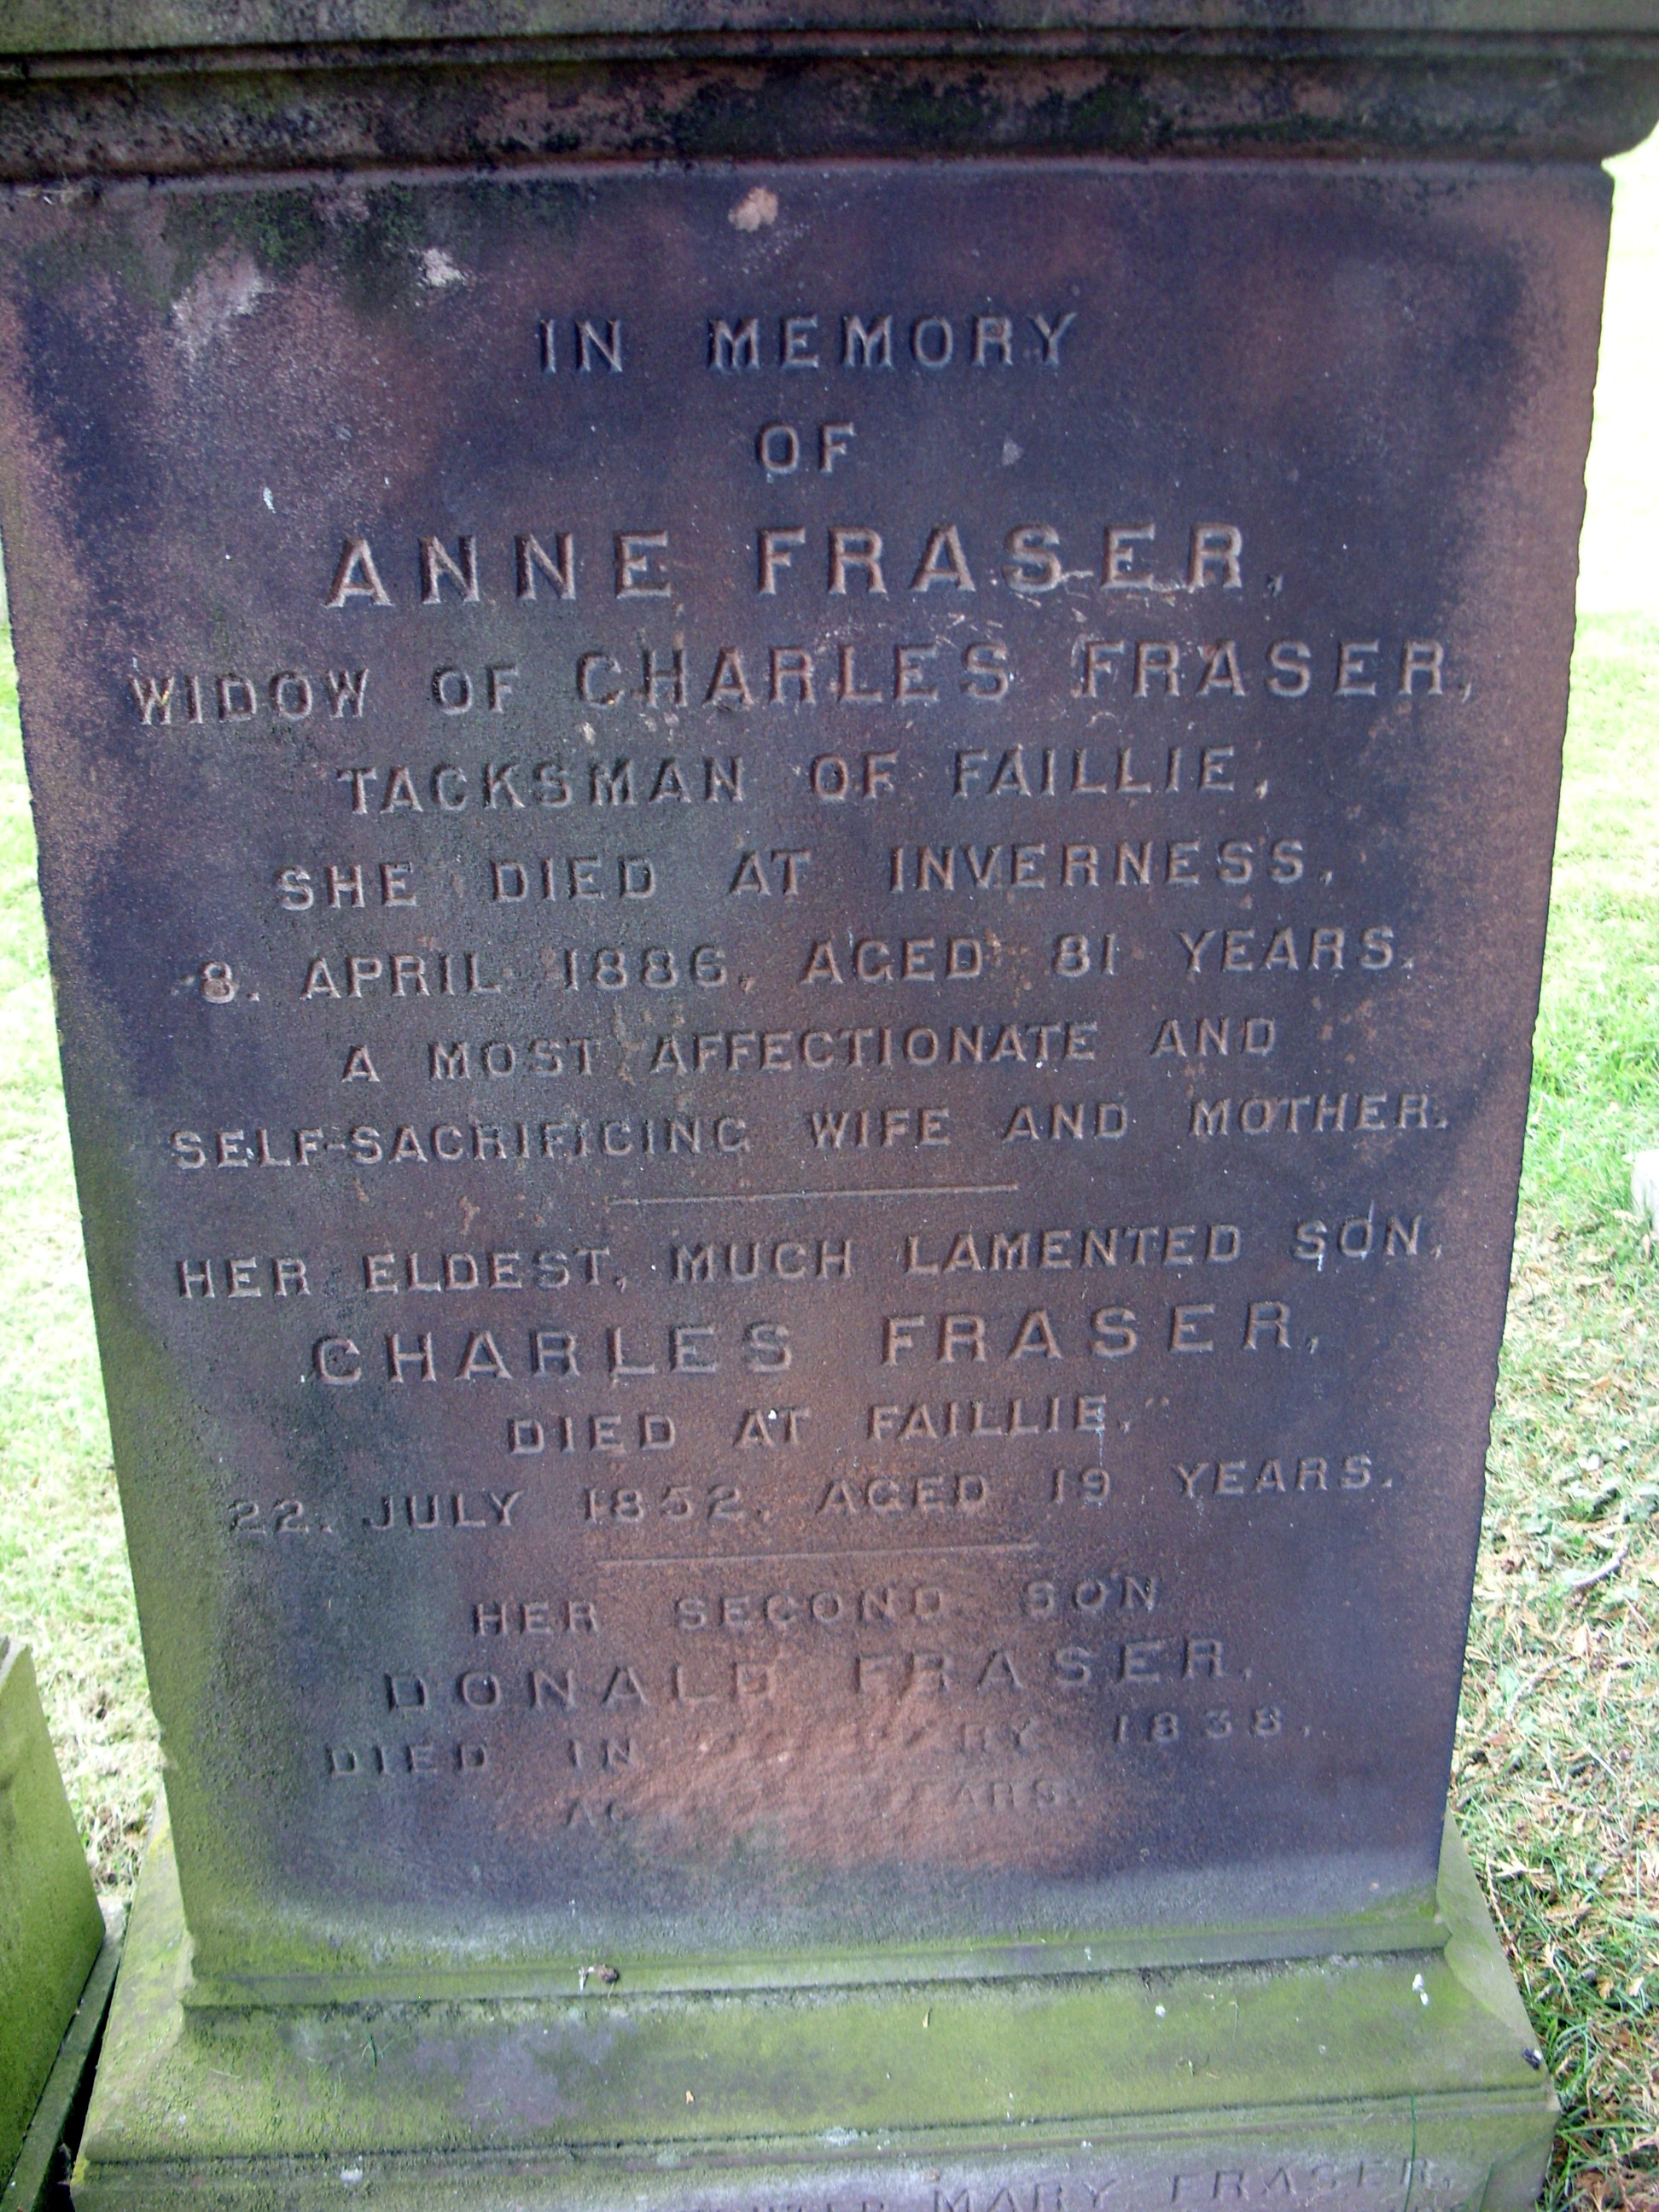 IN MEMORY
OF
ANNE FRASER,
WIDOW OF CHARLES FRASER,
TACKSMAN OF FAILLIE,
SHE DIED AT INVERNESS,
8. APRIL 1886, AGED 81 YEARS.
A MOST AFFECTIONATE AND
SELF-SACRIFICING WIFE AND MOTHER.
HER ELDEST, MUCH LAMENTED SON,
CHARLES FRASER,
DIED AT FAILLIE,
22. JULY 1852, AGED 19 YEARS.
HER SECOND SON
DONALD FRASER,
DIED IN 1838,
MARY FRASER,